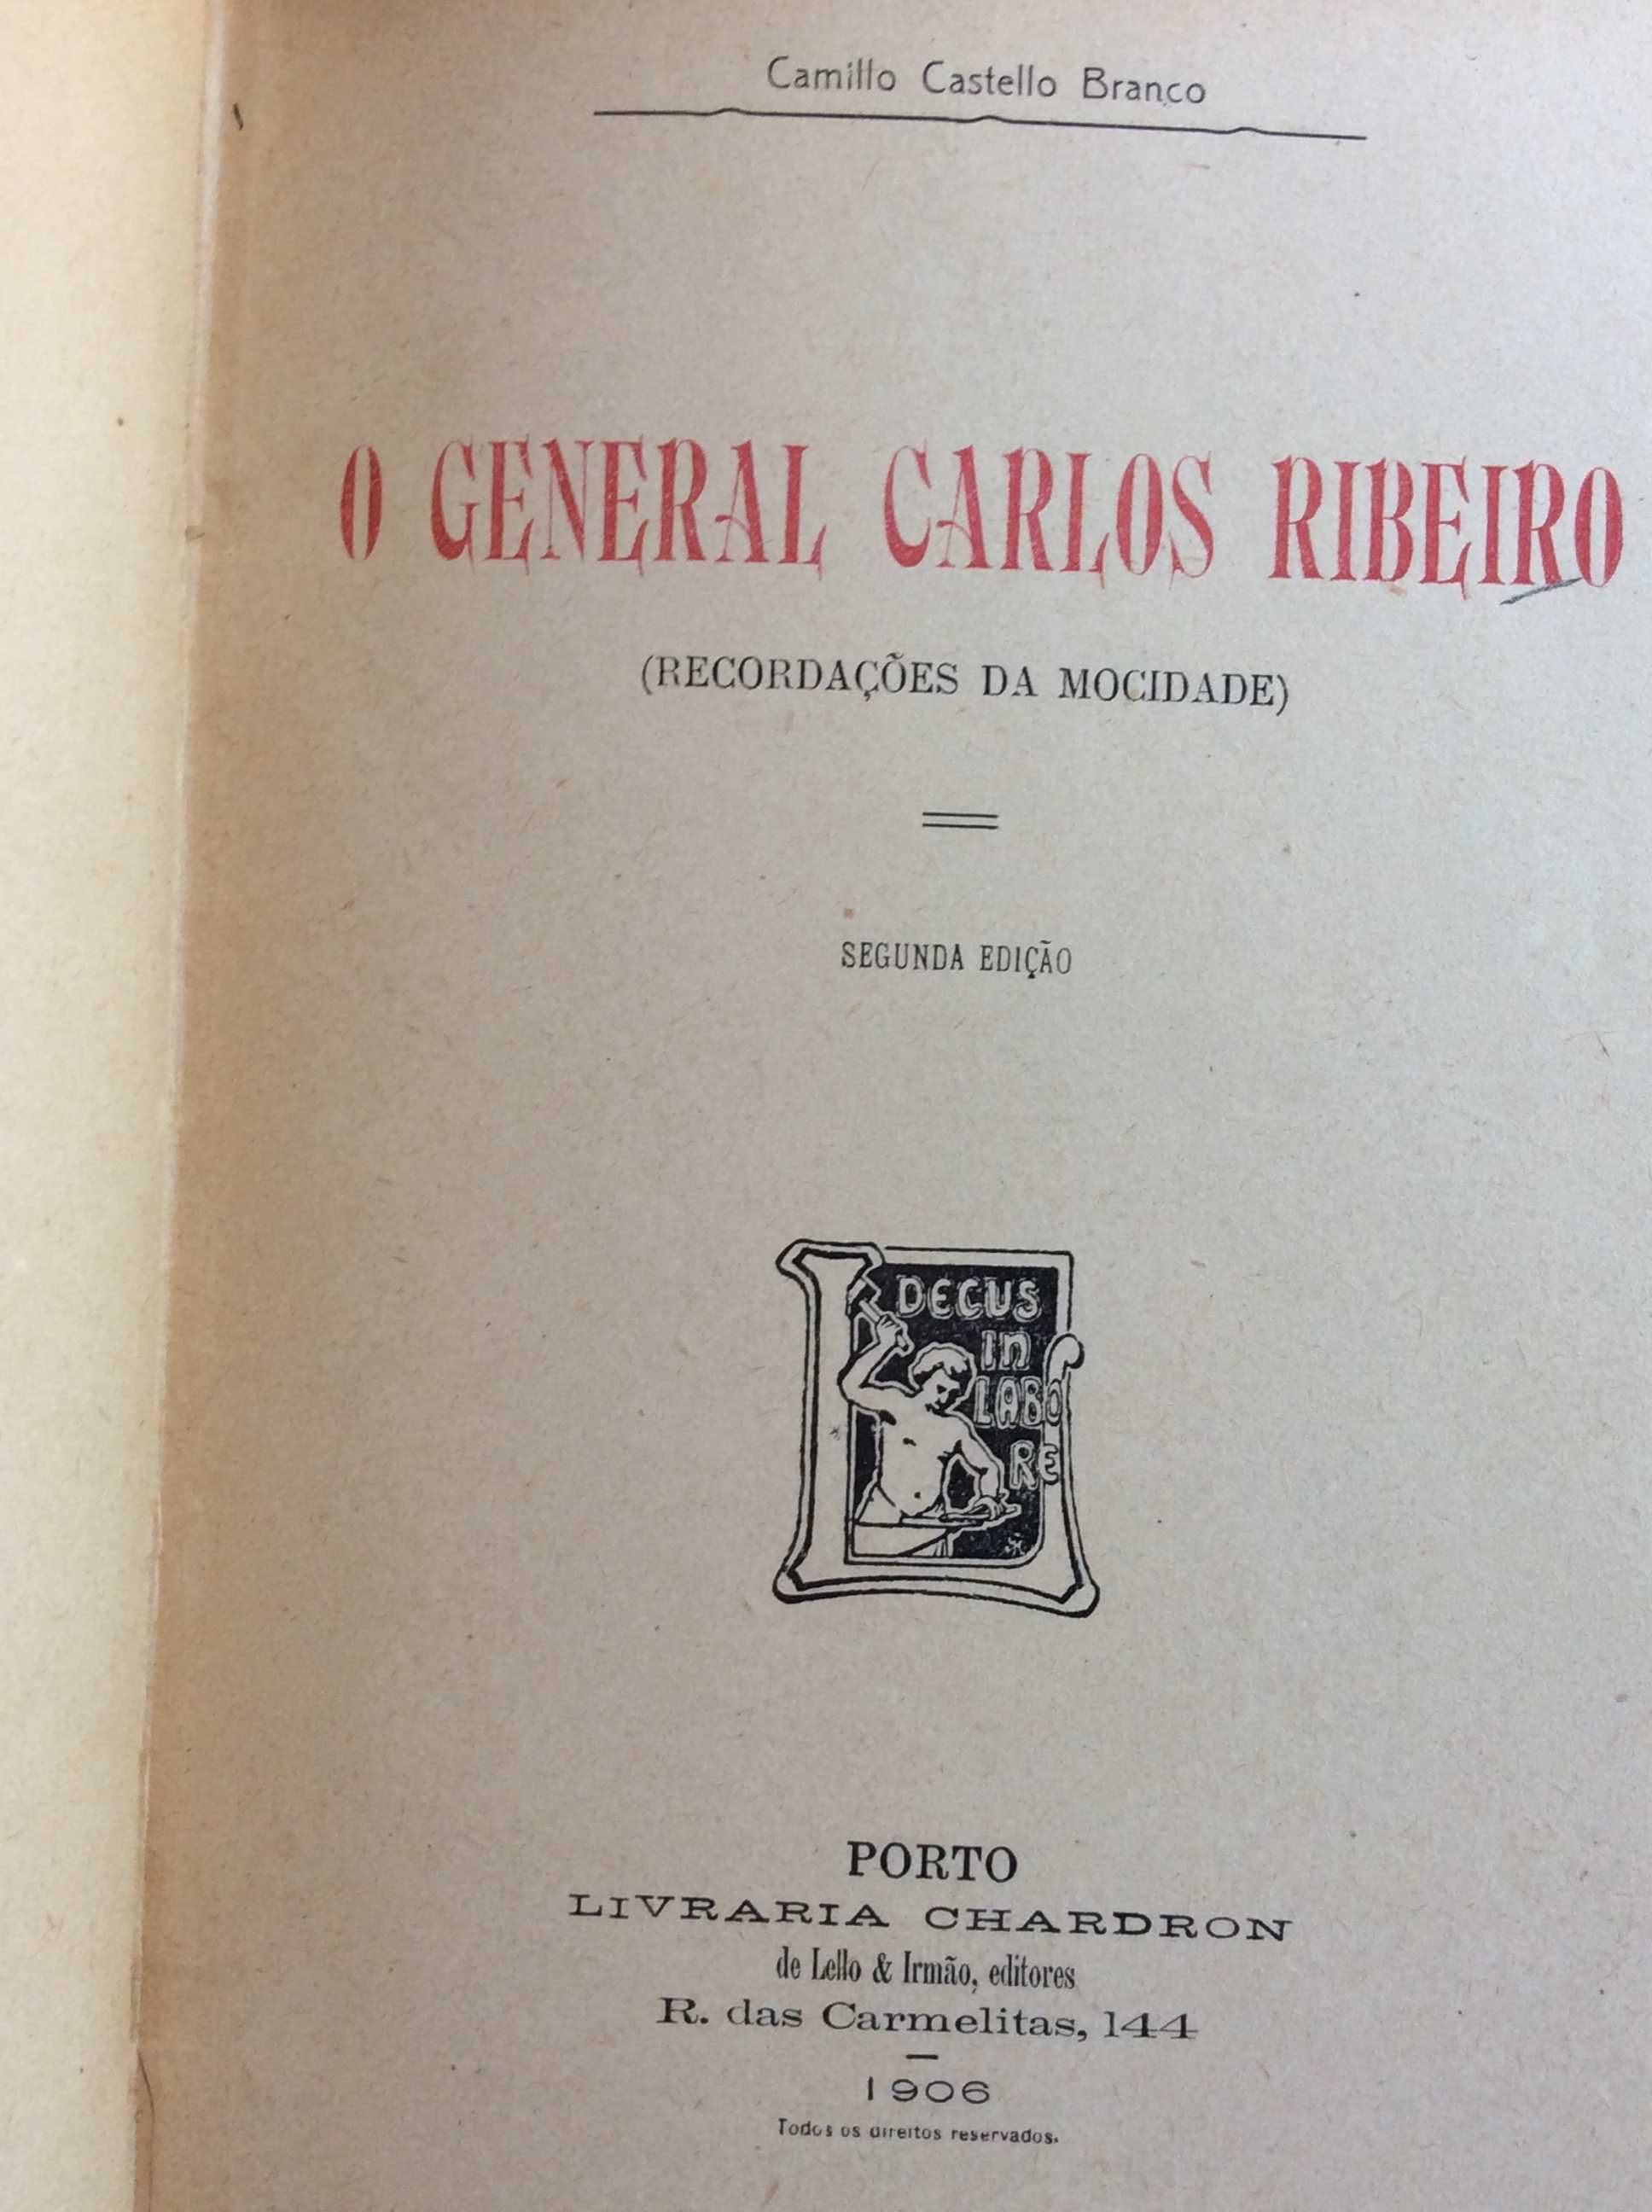 Camillo Castello Branco
O GENERAL CARLOS RIBEIRO
(RECORDAÇÕES DA MOCIDADE)
SEGUNDA EDIÇÃO
DECUS
IN
LABO
RE
PORTO
LIVRARIA CHARDRON
de Lello & Irmão, editores
R. das Carmelitas, 144
1906
Todos os direitos reservados.